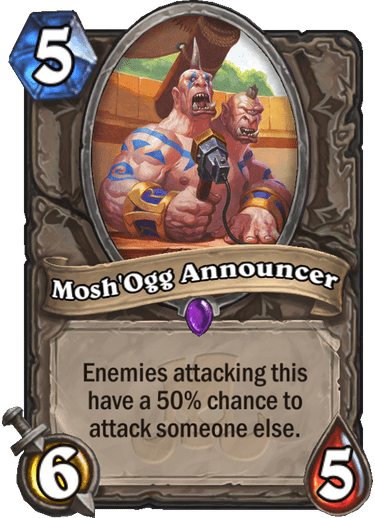 5
Mosh'Ogg Announcer
Enemies attacking this
have a 50% chance to
attack someone else.
6
5